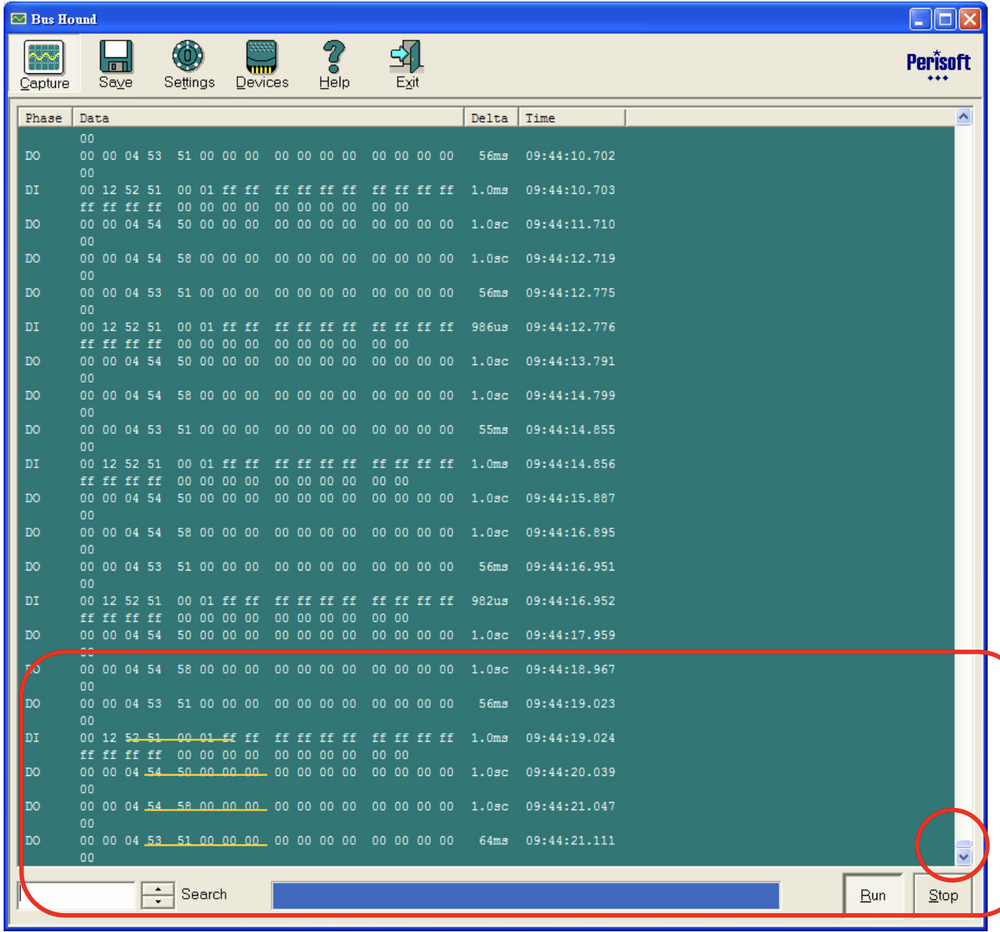 Bus Hound
Capture Save Settings Devices Help Exit Perisoft
Phase Data Delta Time
00
DO 00 00 04 53 51 00 00 00 00 00 00 00 00 00 00 00 56ms 09:44:10.702
00
DI 00 12 52 51 00 01 ff ff ff ff ff ff ff ff ff ff 1.0ms 09:44:10.703
ff ff ff ff 00 00 00 00 00 00 00 00 00 00
DO 00 00 04 54 50 00 00 00 00 00 00 00 00 00 00 00 1.0sc 09:44:11.710
00
DO 00 00 04 54 58 00 00 00 00 00 00 00 00 00 00 00 1.0sc 09:44:12.719
00
DO 00 00 04 53 51 00 00 00 00 00 00 00 00 00 00 00 56ms 09:44:12.775
00
DI 00 12 52 51 00 01 ff ff ff ff ff ff ff ff ff ff 986us 09:44:12.776
ff ff ff ff 00 00 00 00 00 00 00 00 00 00
DO 00 00 04 54 50 00 00 00 00 00 00 00 00 00 00 00 1.0sc 09:44:13.791
00
DO 00 00 04 54 58 00 00 00 00 00 00 00 00 00 00 00 1.0sc 09:44:14.799
00
DO 00 00 04 53 51 00 00 00 00 00 00 00 00 00 00 00 55ms 09:44:14.855
00
DI 00 12 52 51 00 01 ff ff ff ff ff ff ff ff ff ff 1.0ms 09:44:14.856
ff ff ff ff 00 00 00 00 00 00 00 00 00 00
DO 00 00 04 54 50 00 00 00 00 00 00 00 00 00 00 00 1.0sc 09:44:15.887
00
DO 00 00 04 54 58 00 00 00 00 00 00 00 00 00 00 00 1.0sc 09:44:16.895
00
DO 00 00 04 53 51 00 00 00 00 00 00 00 00 00 00 00 56ms 09:44:16.951
00
DI 00 12 52 51 00 01 ff ff ff ff ff ff ff ff ff ff 982us 09:44:16.952
ff ff ff ff 00 00 00 00 00 00 00 00 00 00
DO 00 00 04 54 50 00 00 00 00 00 00 00 00 00 00 00 1.0sc 09:44:17.959
00
DO 00 00 04 54 58 00 00 00 00 00 00 00 00 00 00 00 1.0sc 09:44:18.967
00
DO 00 00 04 53 51 00 00 00 00 00 00 00 00 00 00 00 56ms 09:44:19.023
00
DI 00 12 52 51 00 01 ff ff ff ff ff ff ff ff ff ff 1.0ms 09:44:19.024
ff ff ff ff 00 00 00 00 00 00 00 00 00 00
DO 00 00 04 54 50 00 00 00 00 00 00 00 00 00 00 00 1.0sc 09:44:20.039
00
DO 00 00 04 54 58 00 00 00 00 00 00 00 00 00 00 00 1.0sc 09:44:21.047
00
DO 00 00 04 53 51 00 00 00 00 00 00 00 00 00 00 00 64ms 09:44:21.111
00
Search Run Stop